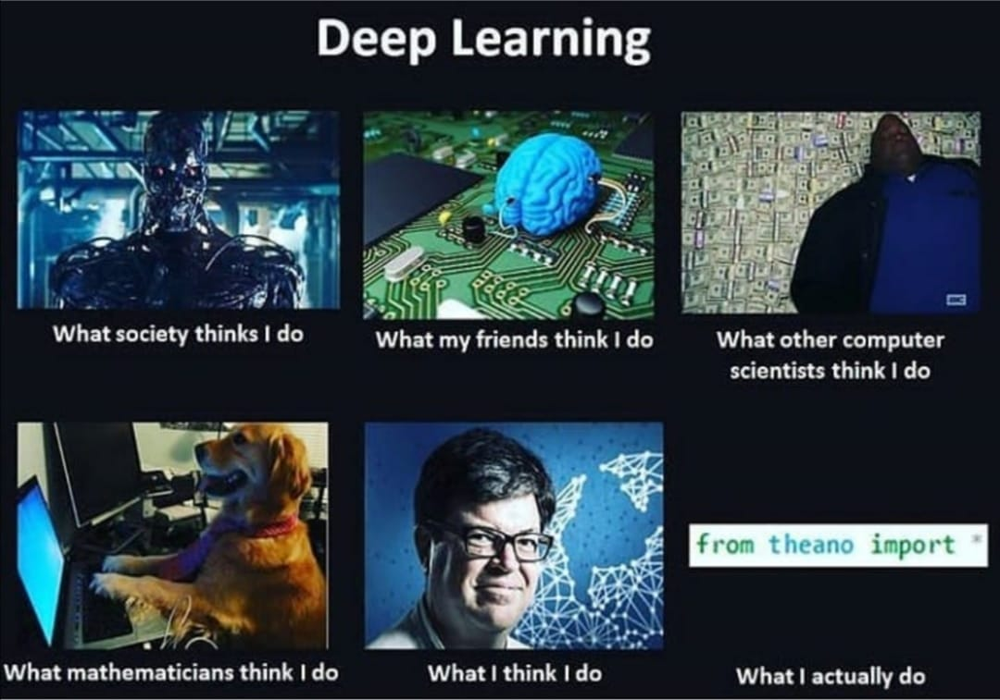 Deep Learning
What society thinks I do
What my friends think I do
What other computer
scientists think I do
What mathematicians think I do
What I think I do
from theano import *
What I actually do